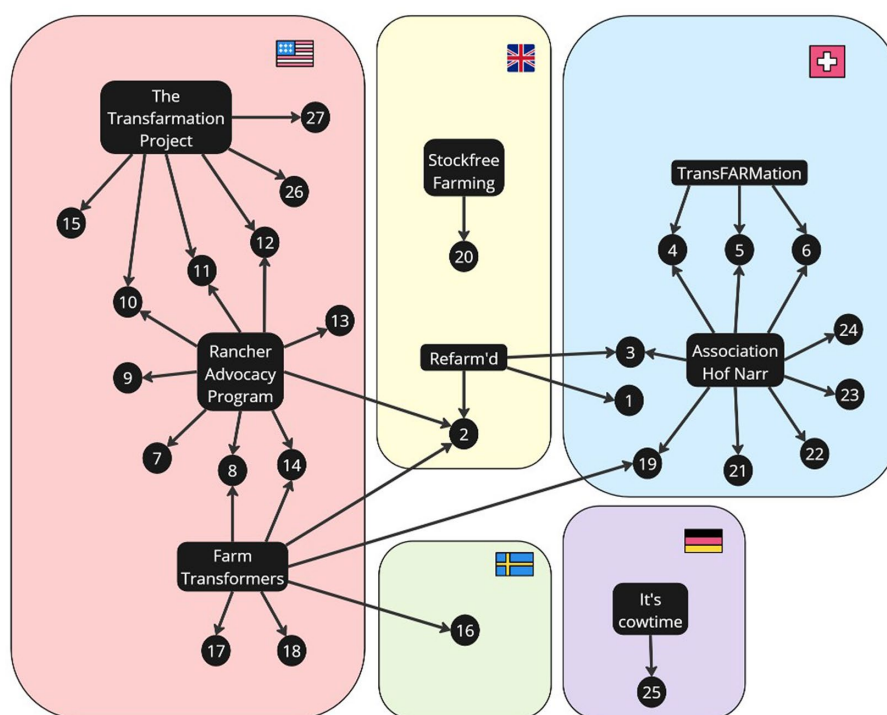 The
Transfarmation
Project
27
26
15
12
11
10
13
Rancher
Advocacy
Program
9
7
8
14
Farm
Transformers
17
18
Stockfree
Farming
20
Refarm'd
2
TransFARMation
4
5
6
3
Association
Hof Narr
24
1
23
19
21
22
16
It's
cowtime
25